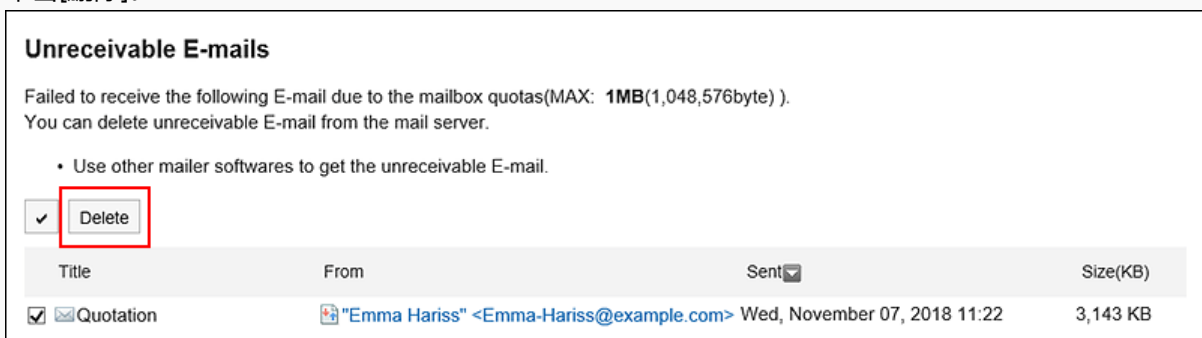 Unreceivable E-mails
Failed to receive the following E-mail due to the mailbox quotas(MAX: 1MB(1,048,576byte) ).
You can delete unreceivable E-mail from the mail server.
• Use other mailer softwares to get the unreceivable E-mail.
Delete
Title From Sent Size(KB)
Quotation "Emma Hariss" <Emma-Hariss@example.com> Wed, November 07, 2018 11:22 3,143 KB